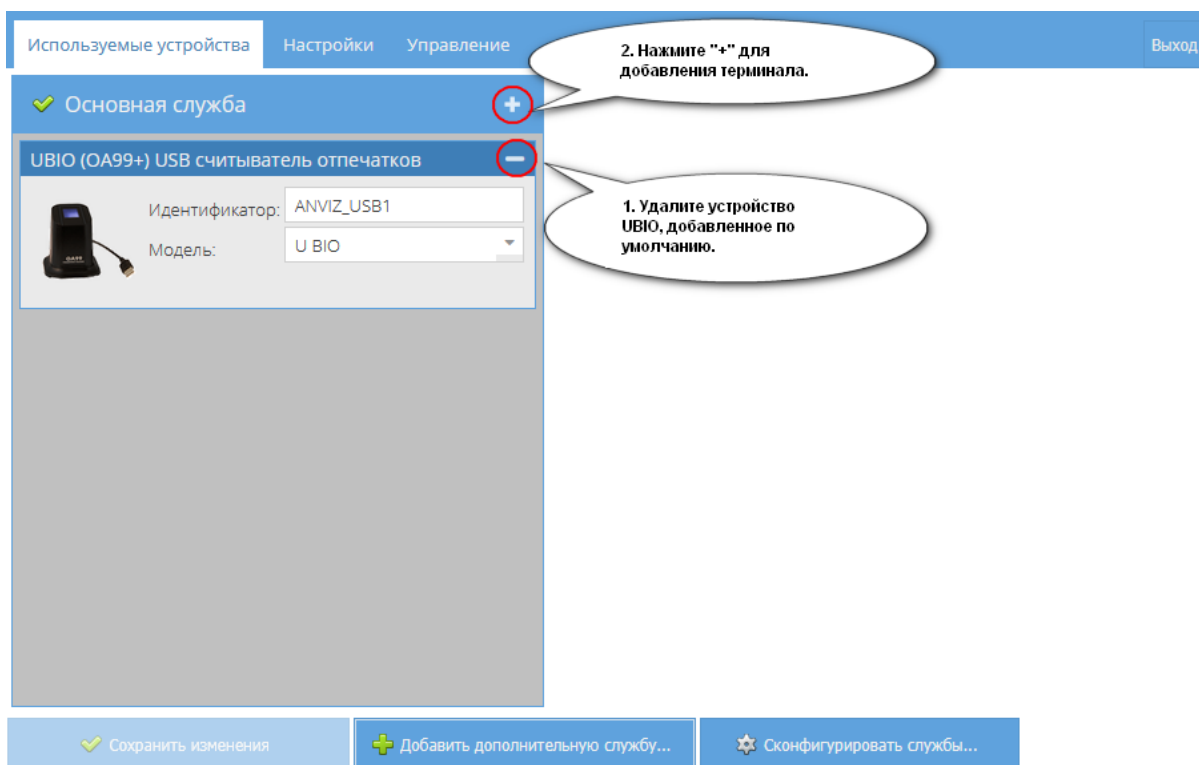 Используемые устройства
Настройки
Управление
Выход
2. Нажмите "+" для
добавления терминала.
Основная служба
UBIO (OA99+) USB считыватель отпечатков
Идентификатор: ANVIZ_USB1
Модель: U BIO
OA99
1. Удалите устройство
UBIO, добавленное по
умолчанию.
Сохранить изменения
Добавить дополнительную службу...
Сконфигурировать службы...